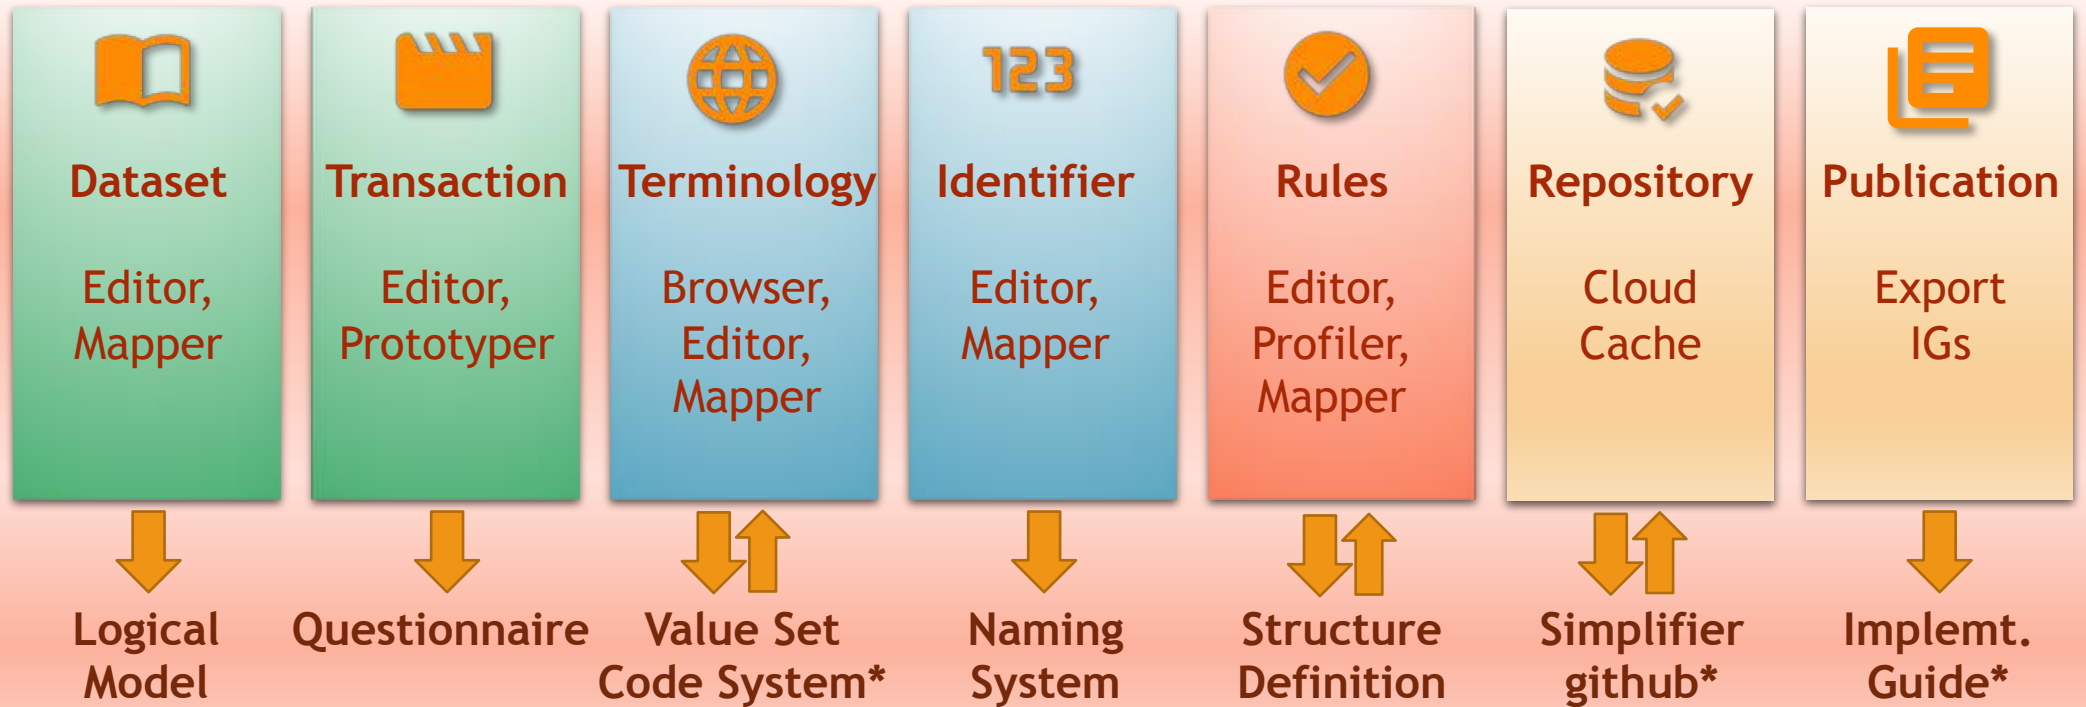 123
Dataset
Editor,
Mapper
Logical
Model
Transaction
Editor,
Prototyper
Questionnaire
Terminology
Browser,
Editor,
Mapper
Value Set
Code System*
Identifier
Editor,
Mapper
Naming
System
Rules
Editor,
Profiler,
Mapper
Structure
Definition
Repository
Cloud
Cache
Simplifier
github*
Publication
Export
IGs
Implemt.
Guide*